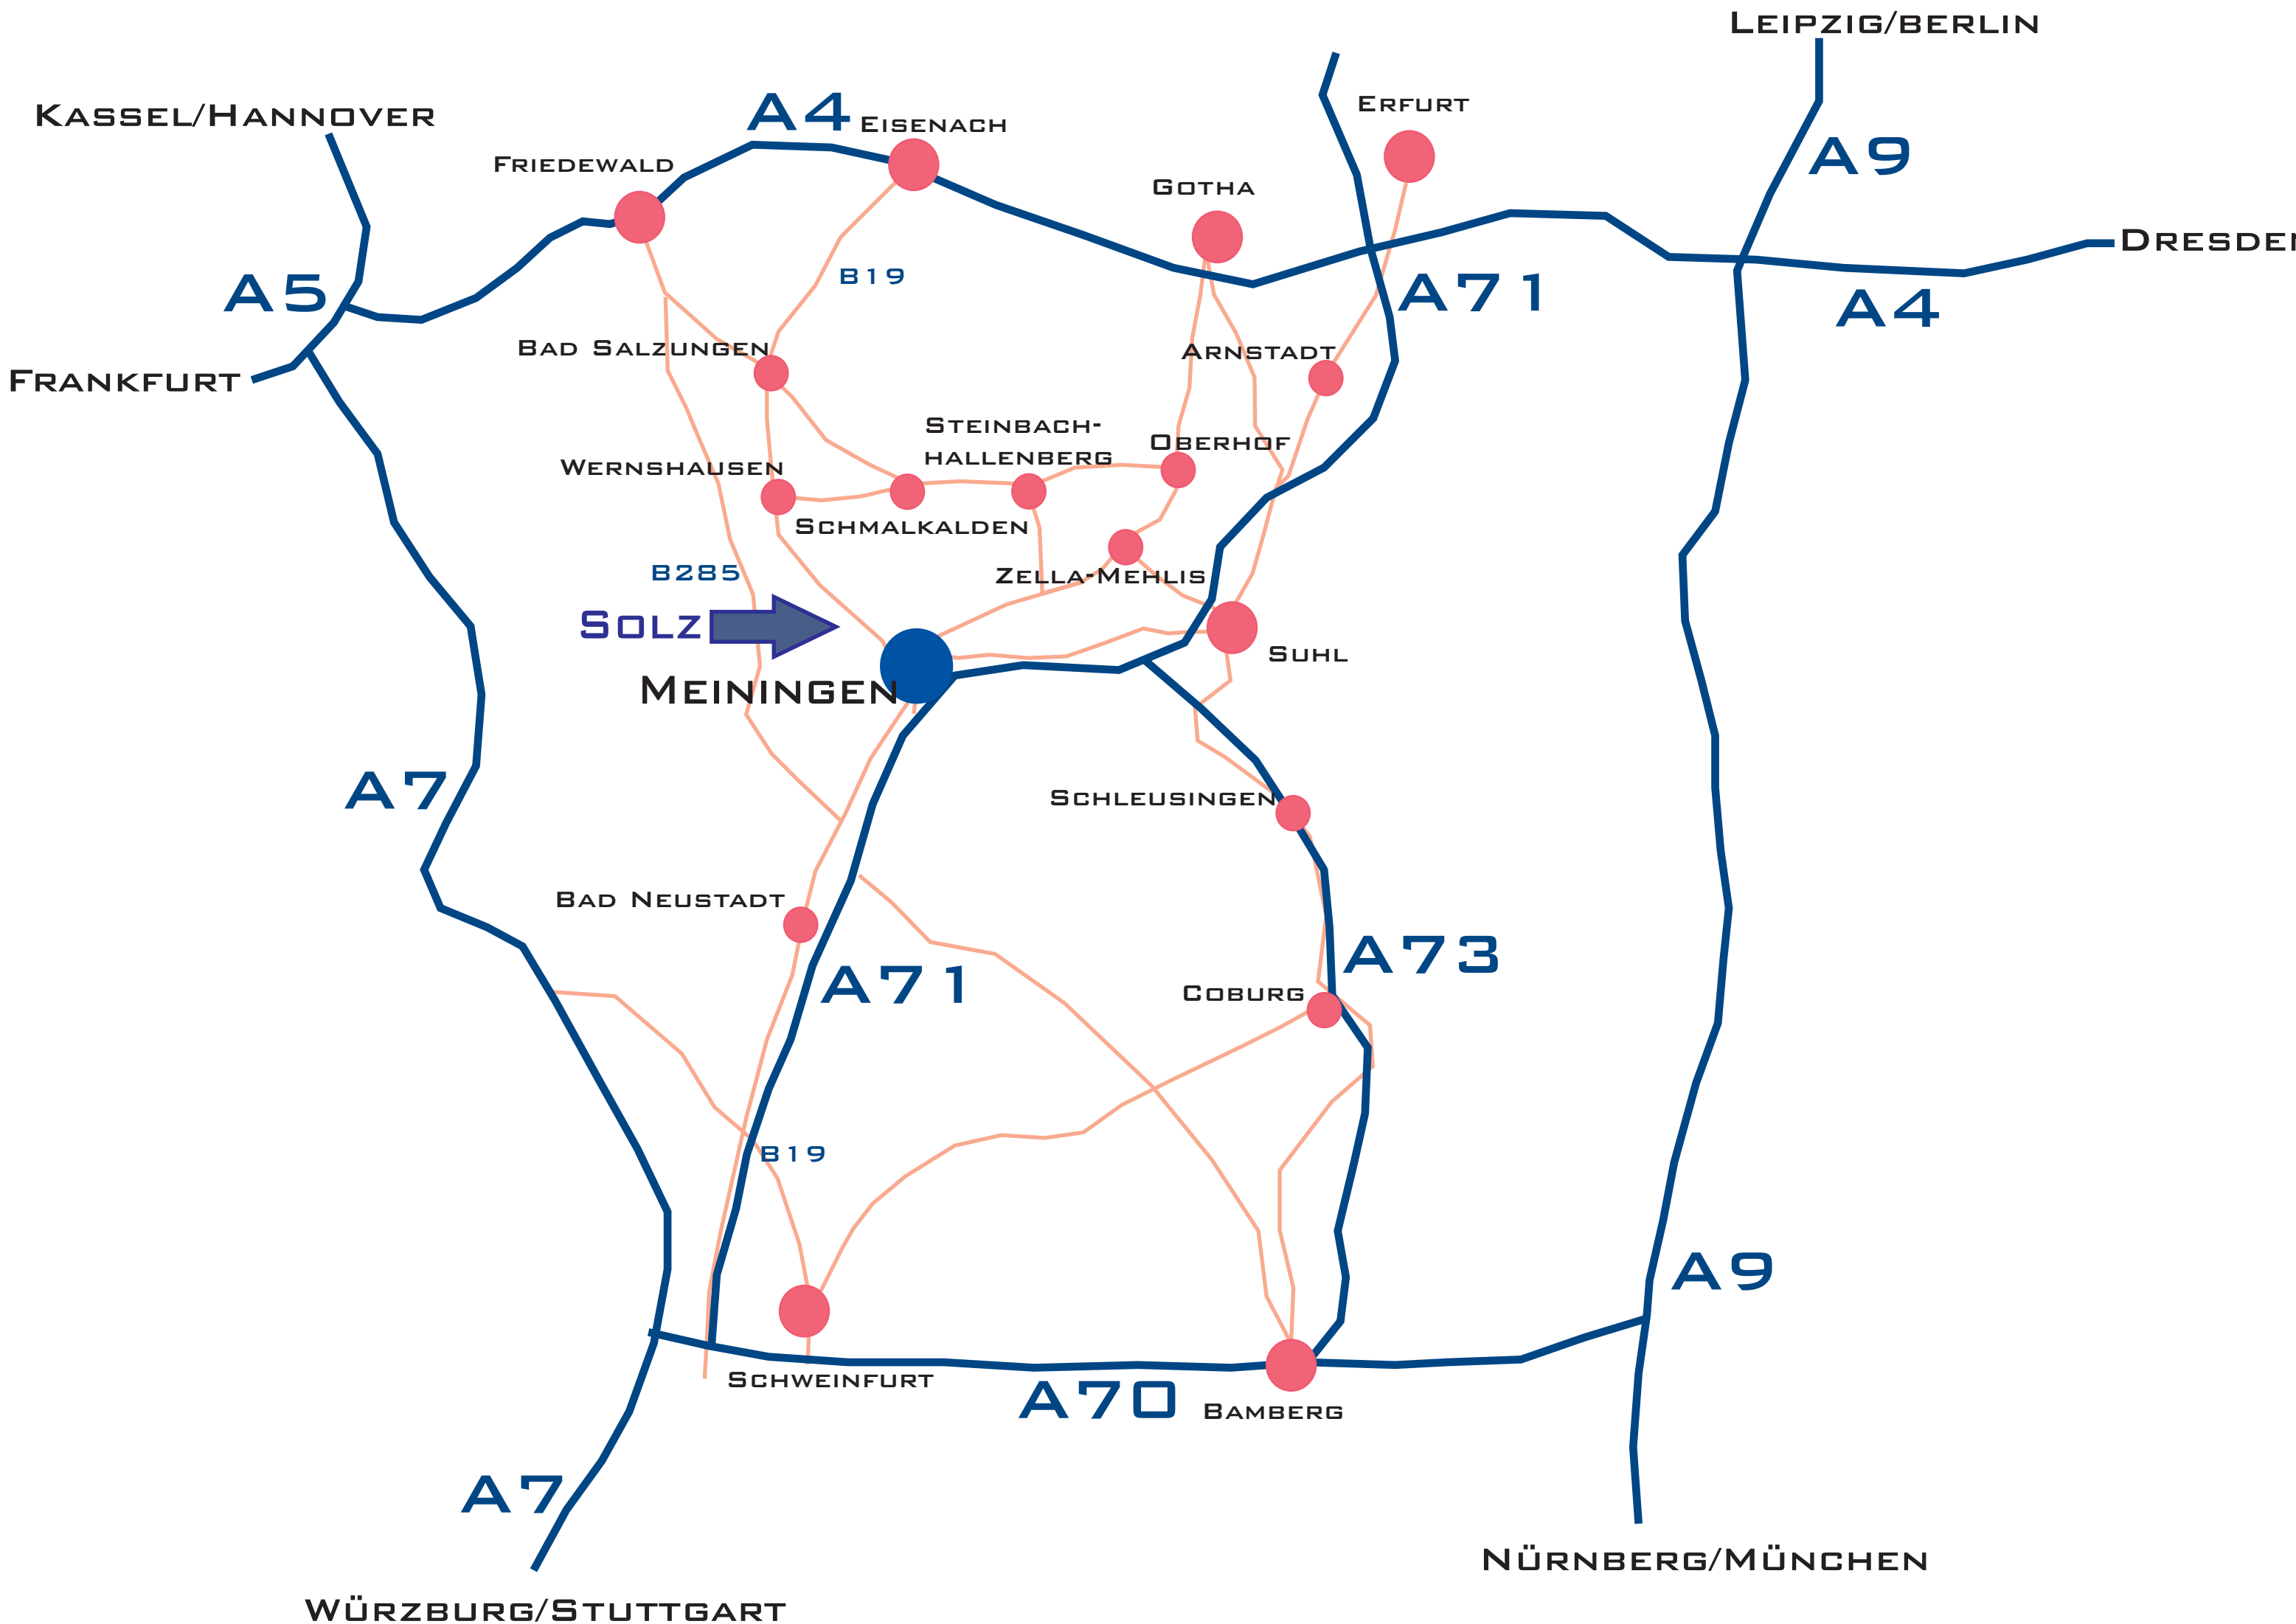 Leipzig/berlin
Kassel/Hannover
A4
Eisenach
Erfurt
A9
Friedewald
Gotha
Dresden
B19
A5
A71
A4
Bad Salzungen
Arnstadt
Frankfurt
Steinbach-
hallenberg
Oberhof
Wernshausen
Schmalkalden
B285
Zella-Mehlis
Solz
Suhl
Meiningen
A7
Schleusingen
Bad Neustadt
A73
A71
Coburg
B19
A9
Schweinfurt
A70
Bamberg
A7
Nürnberg/München
Würzburg/Stuttgart